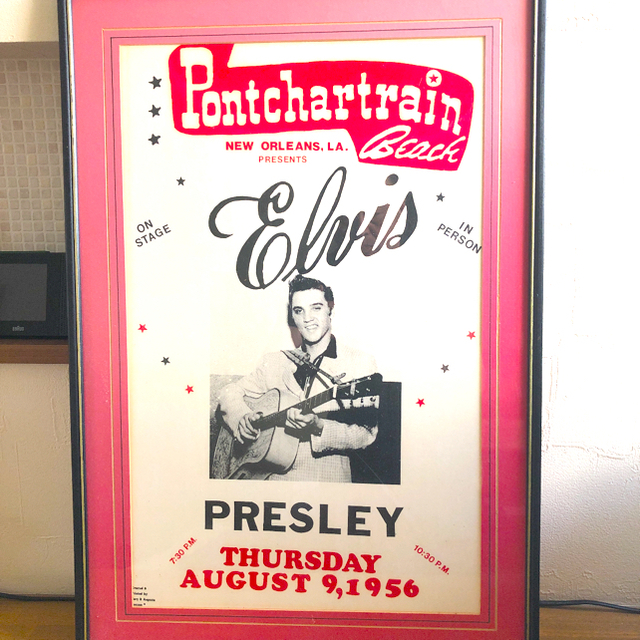 Pontchartrain
Beach
NEW ORLEANS, LA.
PRESENTS
Elvis
ON
STAGE
IN
PERSON
PRESLEY
7:30 P.M.
10:30 P.M.
THURSDAY
AUGUST 9, 1956